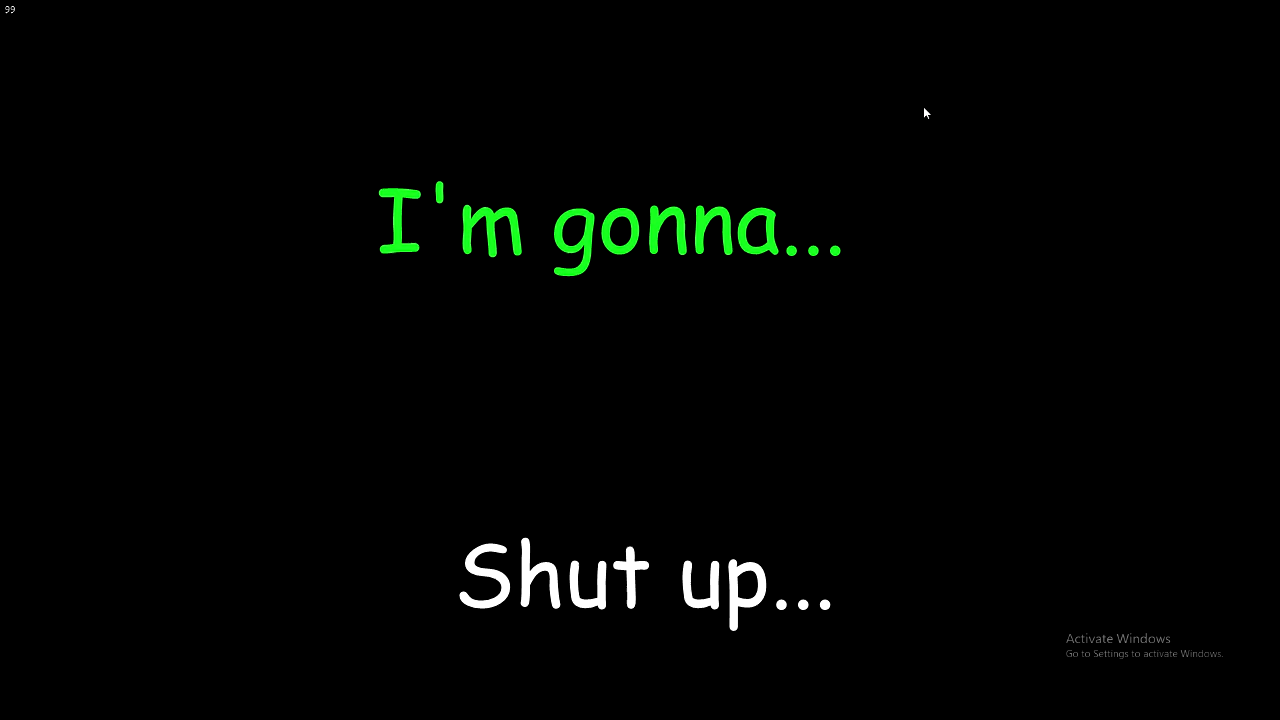 99
I'm gonna...
Shut up...
Activate Windows
Go to Settings to activate Windows.